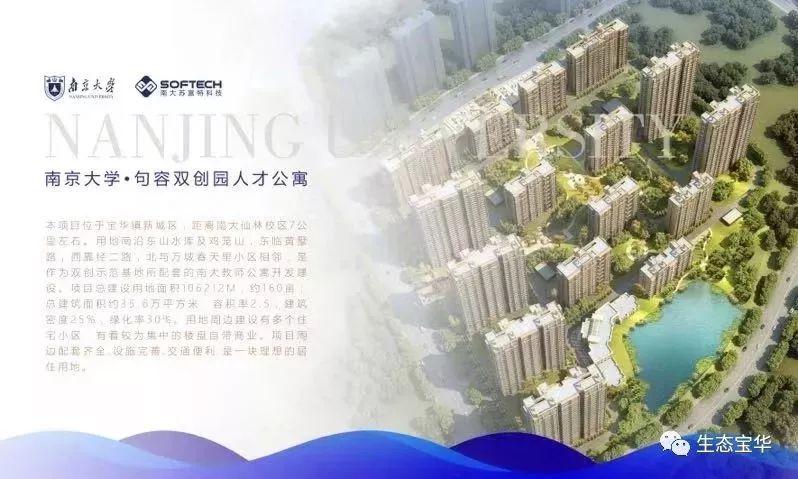 南京大学
NANJING UNIVERSITY
SOFTECH
南大苏富特科技
NANJING UNIVERSITY
南京大学·句容双创园人才公寓
本项目位于宝华镇新城区，距离南大仙林校区7公
里左右。用地南沿东山水库及鸡笼山，东临黄墅
路，西靠经二路，北与万城春天里小区相邻，是
作为双创示范基地所配套的南大教师公寓开发建
设。项目总建设用地面积106212M，约160亩；
总建筑面积约35.6万平方米 容积率2.5，建筑
密度25%，绿化率30%。用地周边建设有多个住
宅小区 有着较为集中的楼盘自带商业。项目周
边配套齐全,设施完善,交通便利 是一块理想的居
住用地。
生态宝华